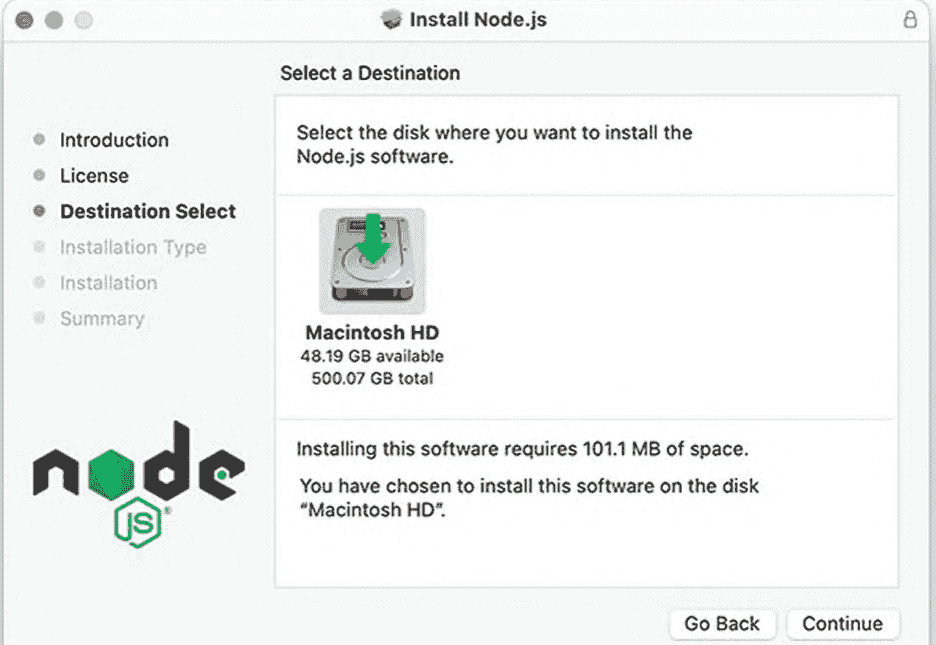 Install Node.js
Select a Destination
Introduction
License
Destination Select
Installation Type
Installation
Summary
Select the disk where you want to install the
Node.js software.
Macintosh HD
48.19 GB available
500.07 GB total
Installing this software requires 101.1 MB of space.
You have chosen to install this software on the disk
“Macintosh HD”.
node
JS®
Go Back
Continue